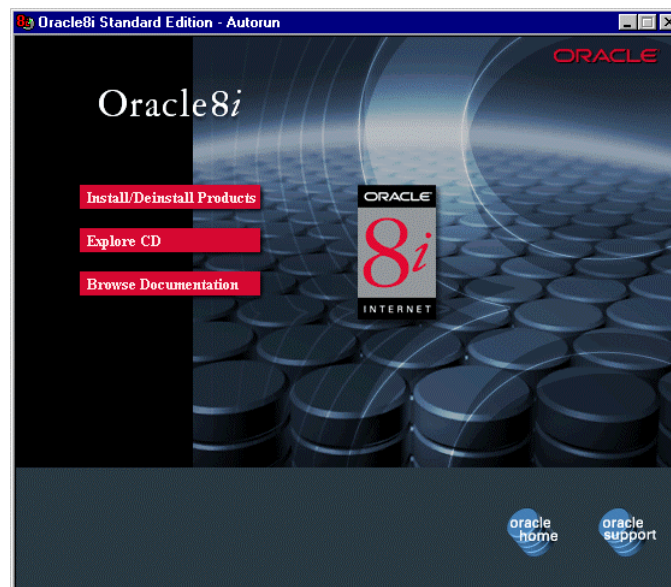 Oracle8i Standard Edition - Autorun
ORACLE
Oracle8i
Install/Deinstall Products
Explore CD
Browse Documentation
ORACLE
8i
INTERNET
oracle home
oracle support